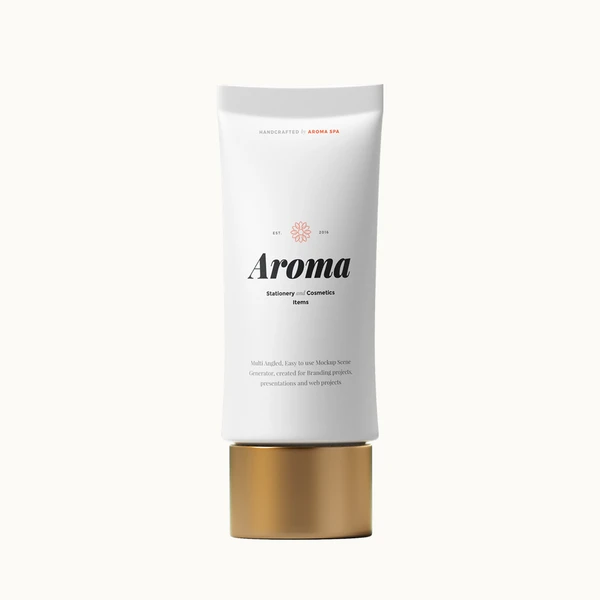 HANDCRAFTED by AROMA SPA
EST. 2016
Aroma
Stationery and Cosmetics
Items
Multi Angled, Easy to use Mockup Scene
Generator, created for Branding projects,
presentations and web projects.